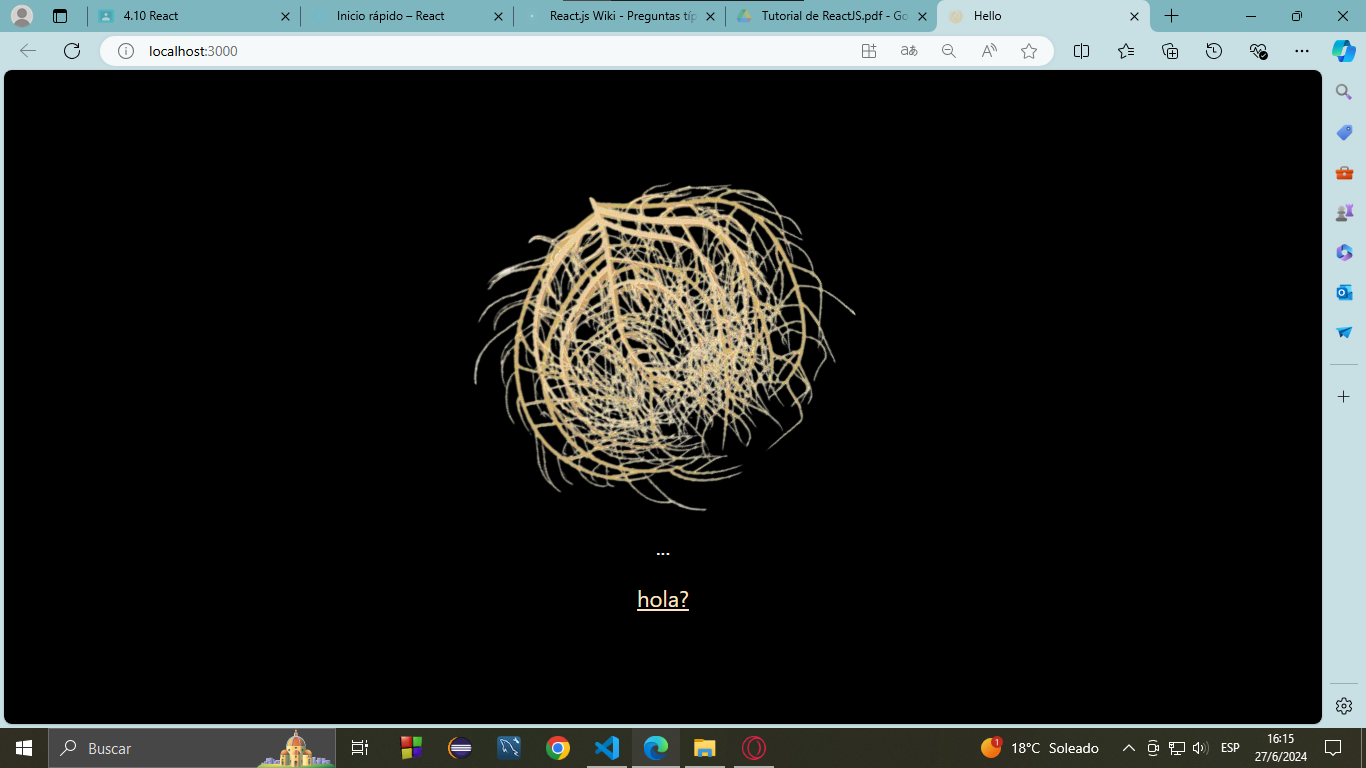 4.10 React
Inicio rápido – React
React.js Wiki - Preguntas típ
Tutorial de ReactJS.pdf - Go
Hello
localhost:3000
...
hola?
Buscar
1
18°C Soleado
ESP
16:15
27/6/2024